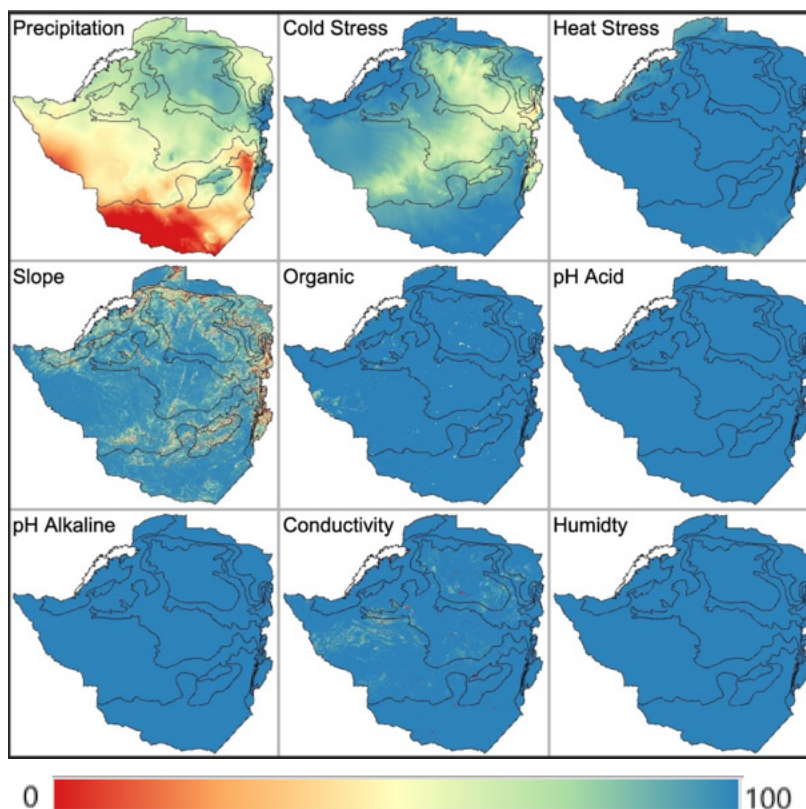 Precipitation Cold Stress Heat Stress
Slope Organic pH Acid
pH Alkaline Conductivity Humidty
0 100